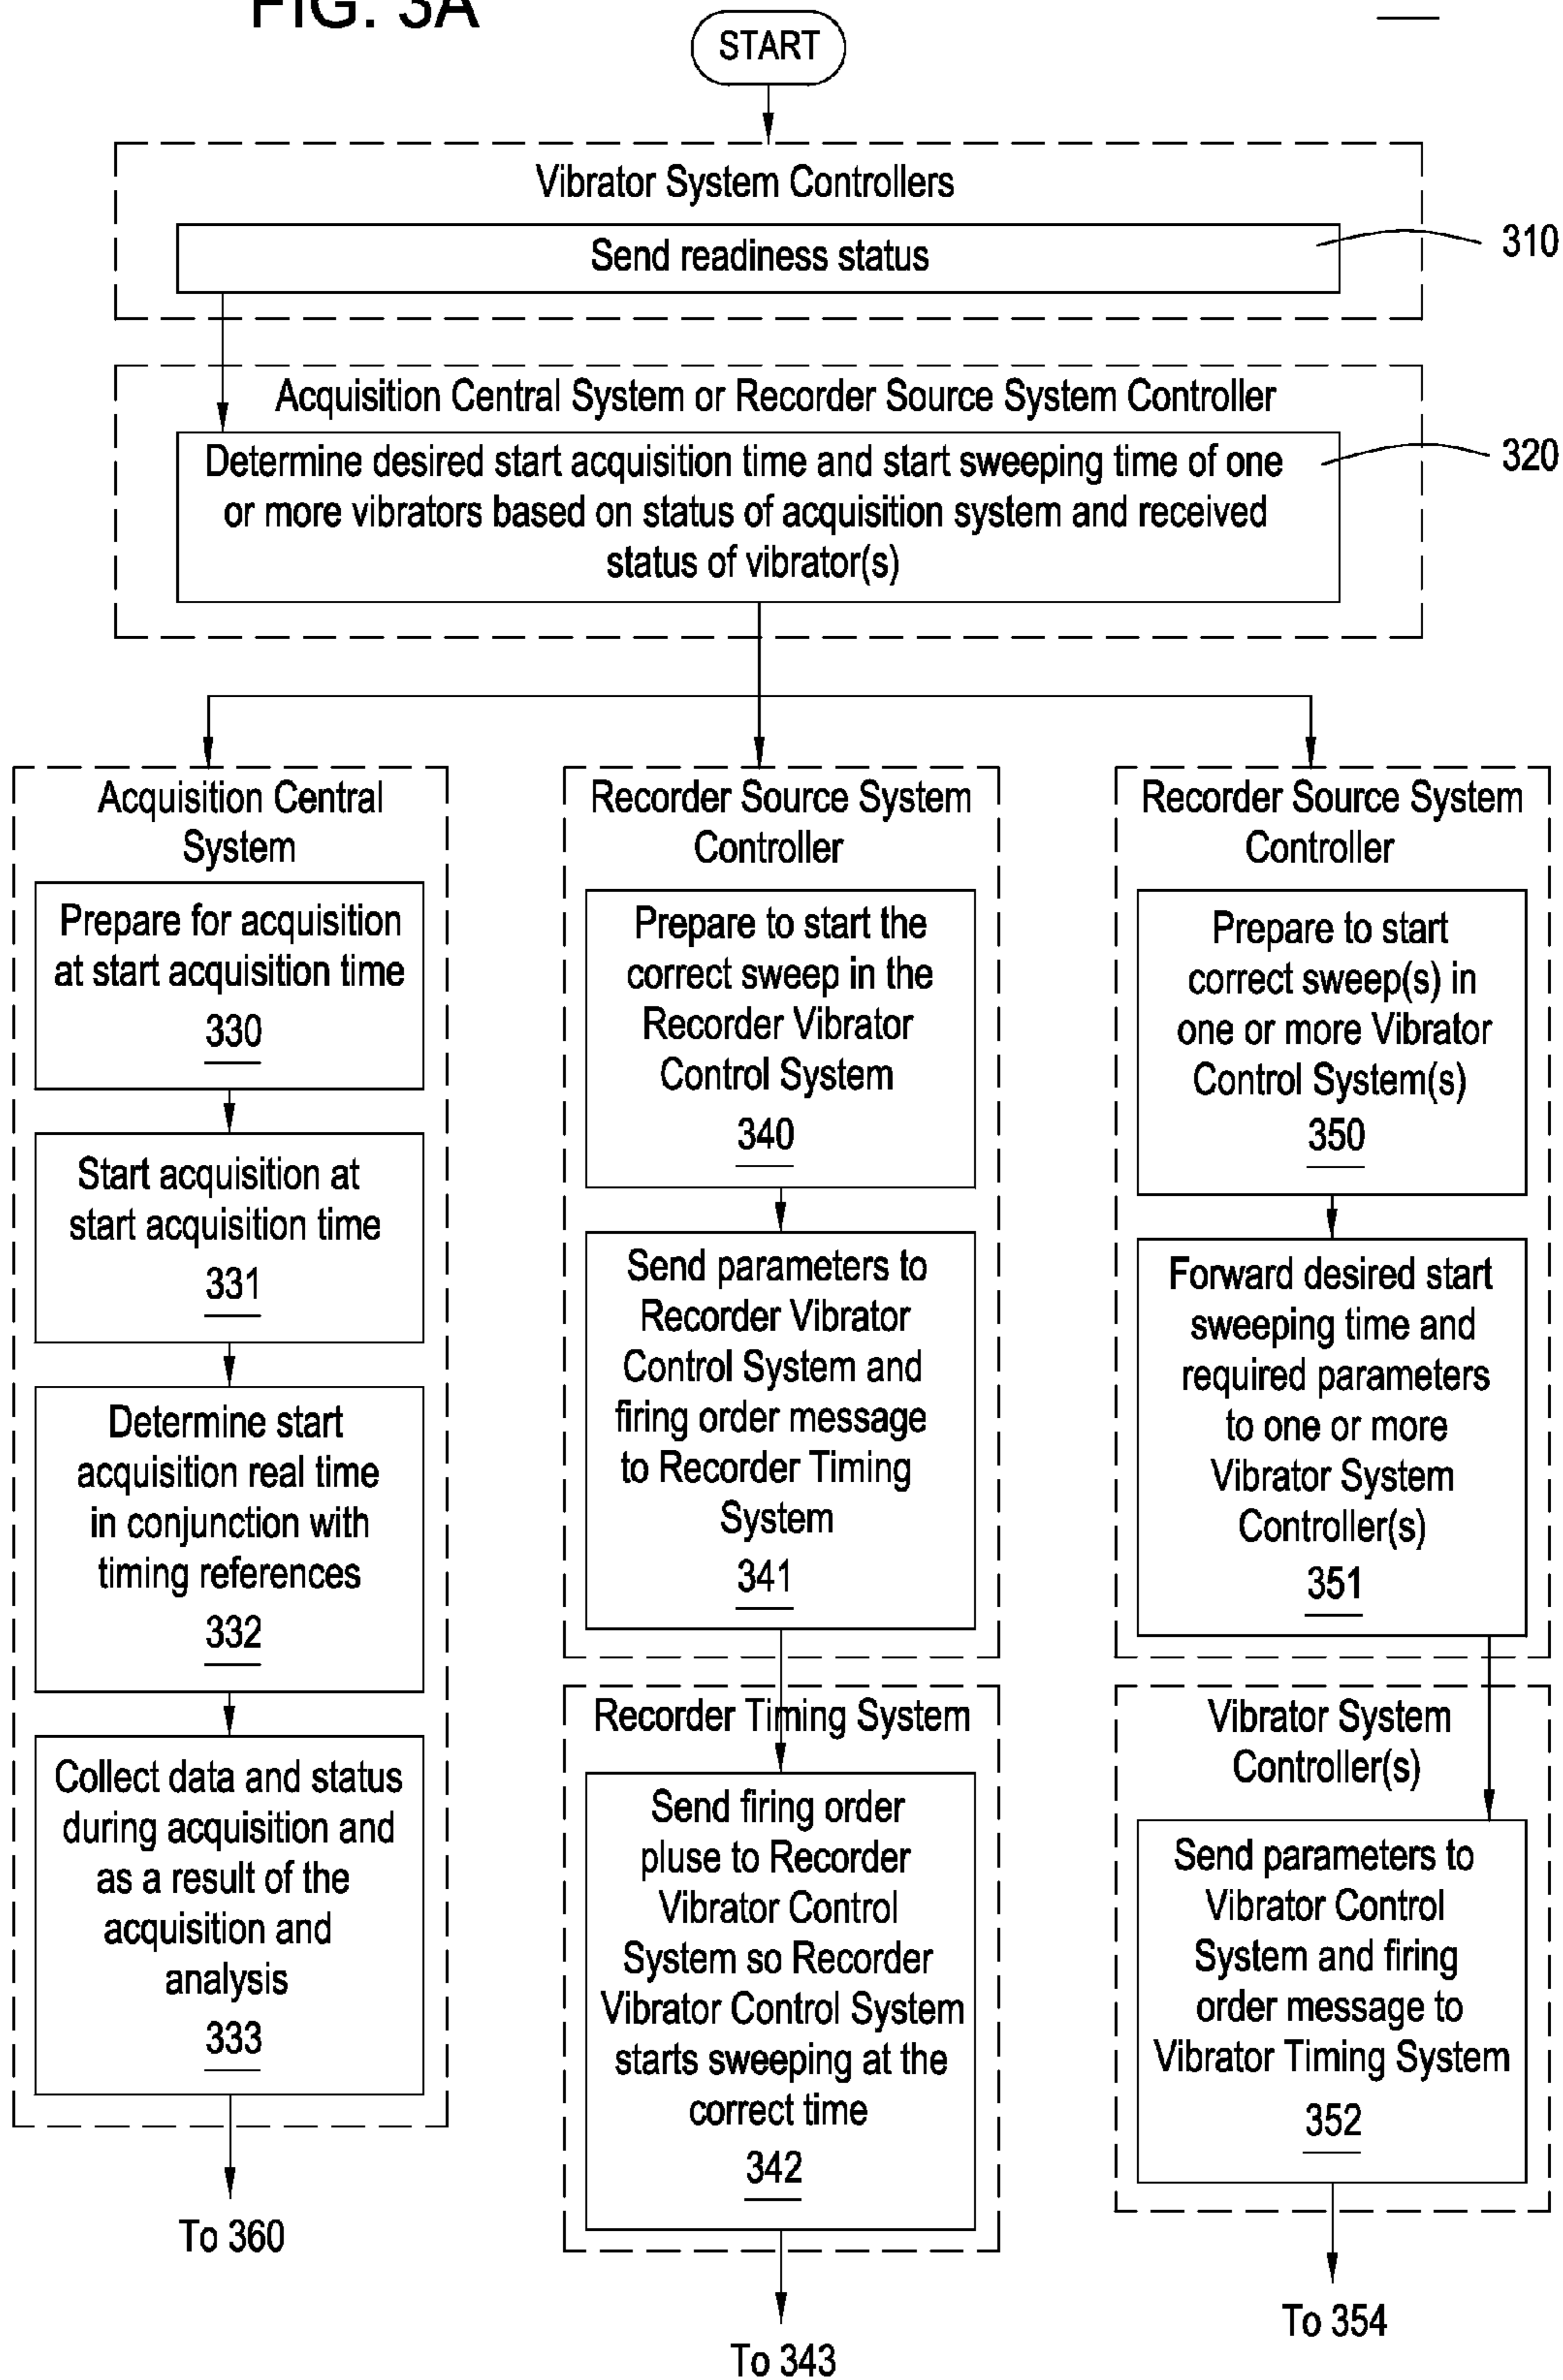 FIG. 3A
START
Vibrator System Controllers
Send readiness status
310
Acquisition Central System or Recorder Source System Controller
Determine desired start acquisition time and start sweeping time of one
or more vibrators based on status of acquisition system and received
status of vibrator(s)
320
Acquisition Central
System
Prepare for acquisition
at start acquisition time
330
Start acquisition at
start acquisition time
331
Determine start
acquisition real time
in conjunction with
timing references
332
Collect data and status
during acquisition and
as a result of the
acquisition and
analysis
333
To 360
Recorder Source System
Controller
Prepare to start the
correct sweep in the
Recorder Vibrator
Control System
340
Send parameters to
Recorder Vibrator
Control System and
firing order message
to Recorder Timing
System
341
Recorder Timing System
Send firing order
pluse to Recorder
Vibrator Control
System so Recorder
Vibrator Control System
starts sweeping at the
correct time
342
To 343
Recorder Source System
Controller
Prepare to start
correct sweep(s) in
one or more Vibrator
Control System(s)
350
Forward desired start
sweeping time and
required parameters
to one or more
Vibrator System
Controller(s)
351
Vibrator System
Controller(s)
Send parameters to
Vibrator Control
System and firing
order message to
Vibrator Timing System
352
To 354